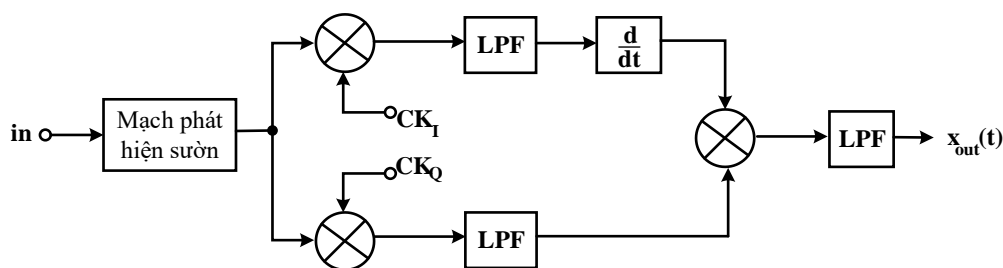 in
Mạch phát
hiện sườn
CK_I
CK_Q
LPF
d
dt
LPF
LPF
x_out(t)